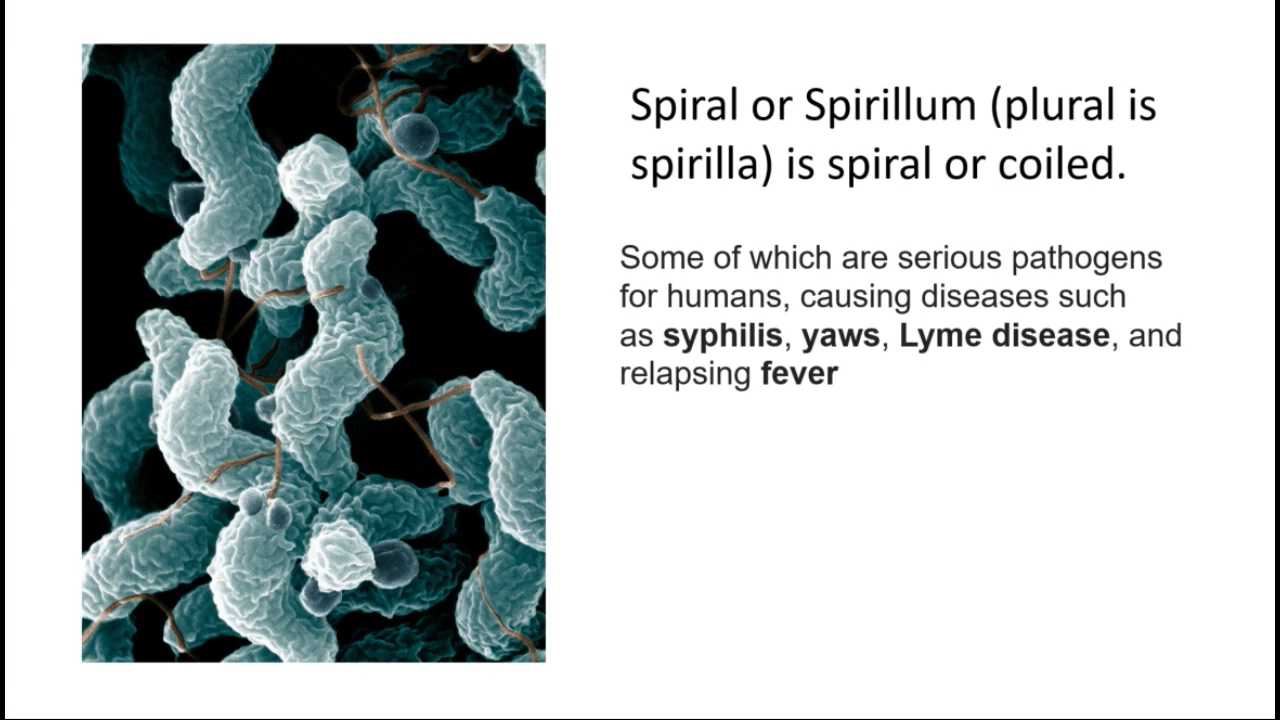 Spiral or Spirillum (plural is
spirilla) is spiral or coiled.
Some of which are serious pathogens
for humans, causing diseases such
as syphilis, yaws, Lyme disease, and
relapsing fever